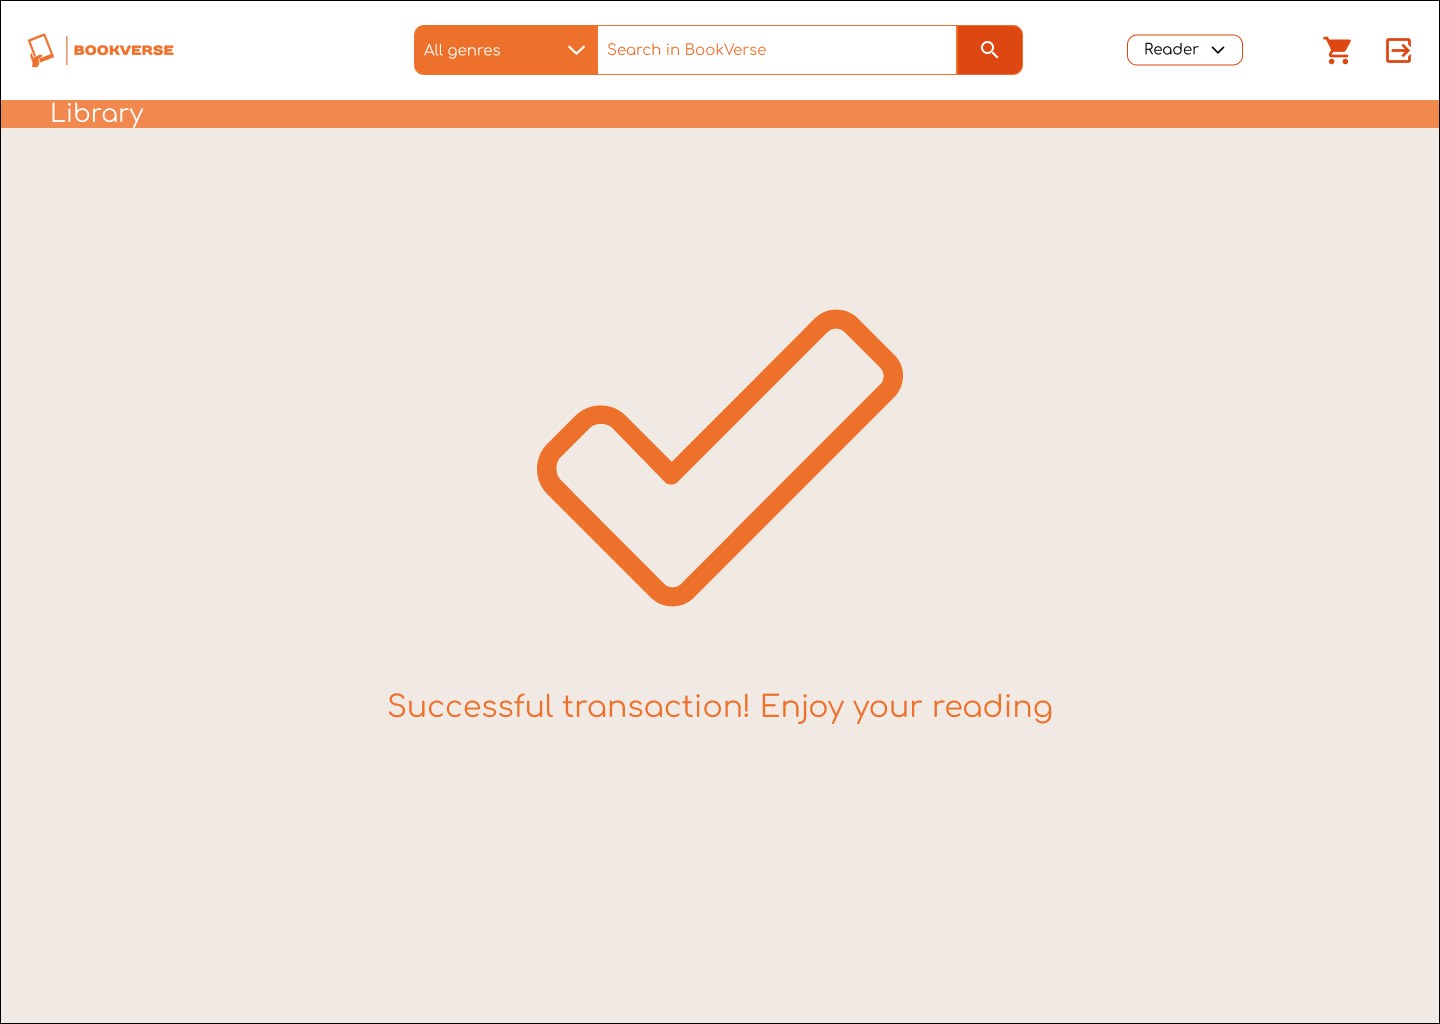 BOOKVERSE
All genres
Search in BookVerse
Reader
Library
Successful transaction! Enjoy your reading